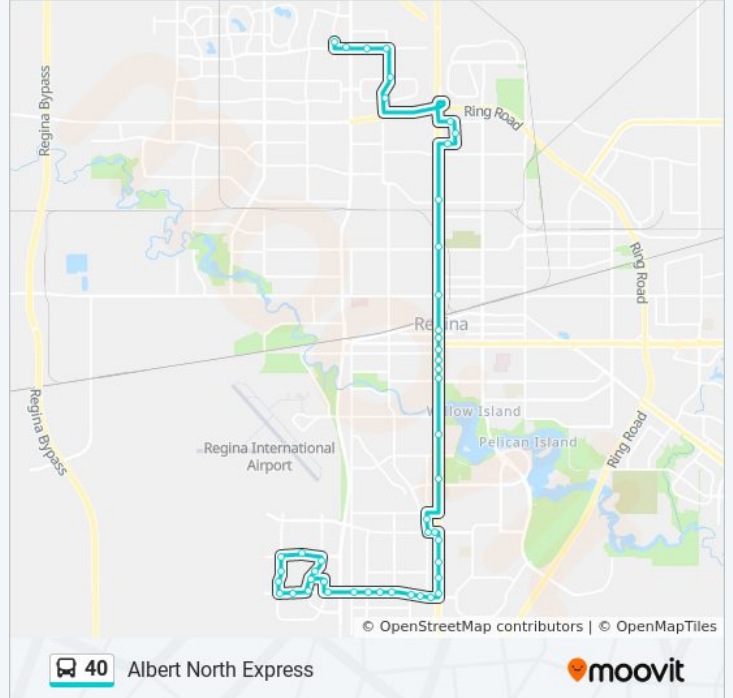 Regina Bypass
Ring Road
Ring Road
Regina
Regina Bypass
Willow Island
Pelican Island
Ring Road
Regina International
Airport
© OpenStreetMap contributors | © OpenMapTiles
40 Albert North Express
moovit